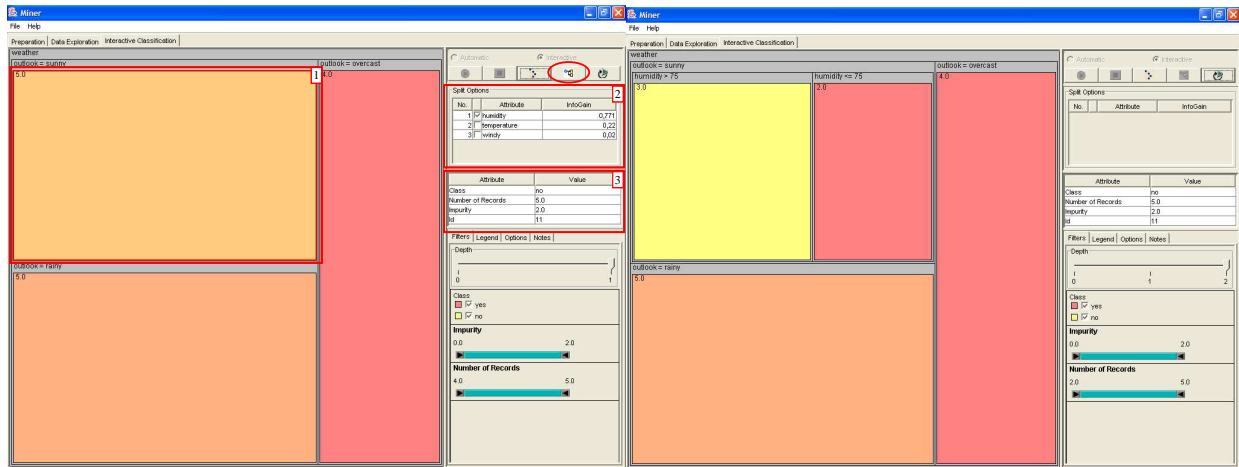 Miner
File Help
Preparation Data Exploration Interactive Classification
weather
outlook = sunny
outlook = overcast
5.0
1
4.0
outlook = rainy
5.0
Automatic Interactive
Split Options
2
No. Attribute InfoGain
1 humidity 0,771
2 temperature 0,22
3 windy 0,02
Attribute Value
3
Class no
Number of Records 5.0
Impurity 2.0
Id 11
Filters Legend Options Notes
Depth
0 1
Class
yes
no
Impurity
0.0 2.0
Number of Records
4.0 5.0
Miner
File Help
Preparation Data Exploration Interactive Classification
weather
outlook = sunny
outlook = overcast
humidity > 75
humidity <= 75
4.0
3.0
2.0
outlook = rainy
5.0
Automatic Interactive
Split Options
No. Attribute InfoGain
Attribute Value
Class no
Number of Records 5.0
Impurity 2.0
Id 11
Filters Legend Options Notes
Depth
0 1 2
Class
yes
no
Impurity
0.0 2.0
Number of Records
2.0 5.0